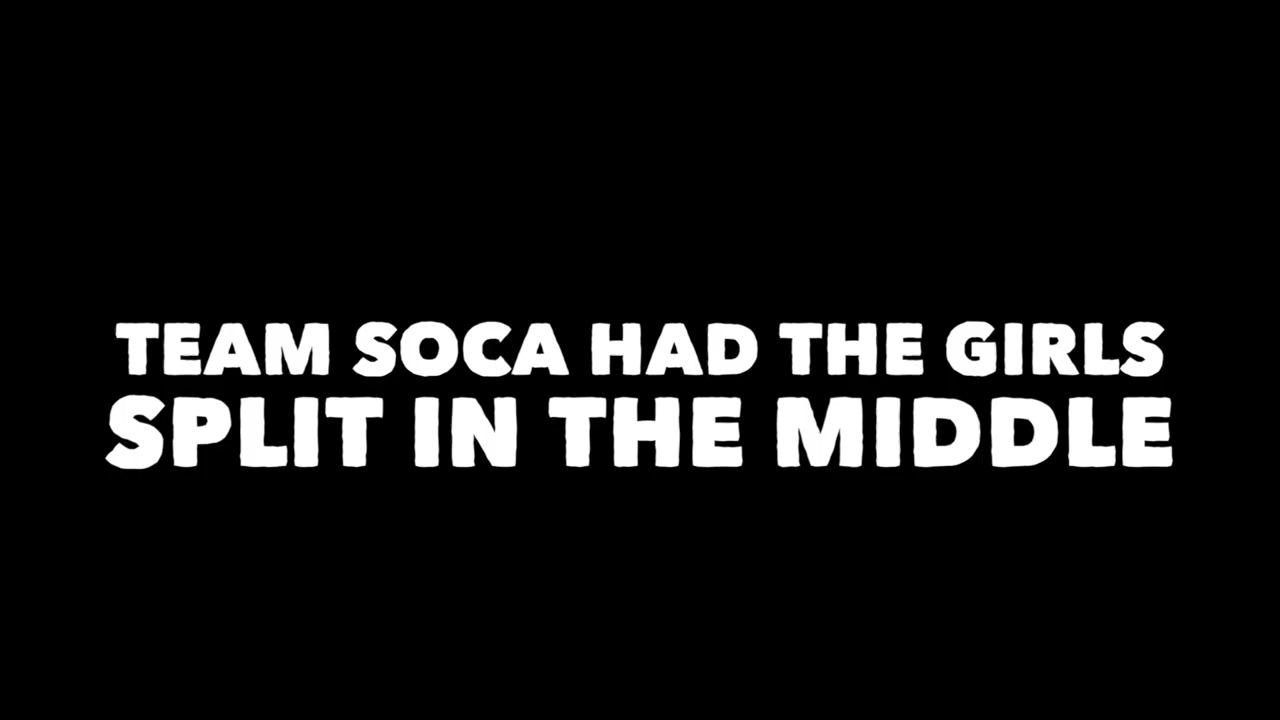 TEAM SOCA HAD THE GIRLS
SPLIT IN THE MIDDLE